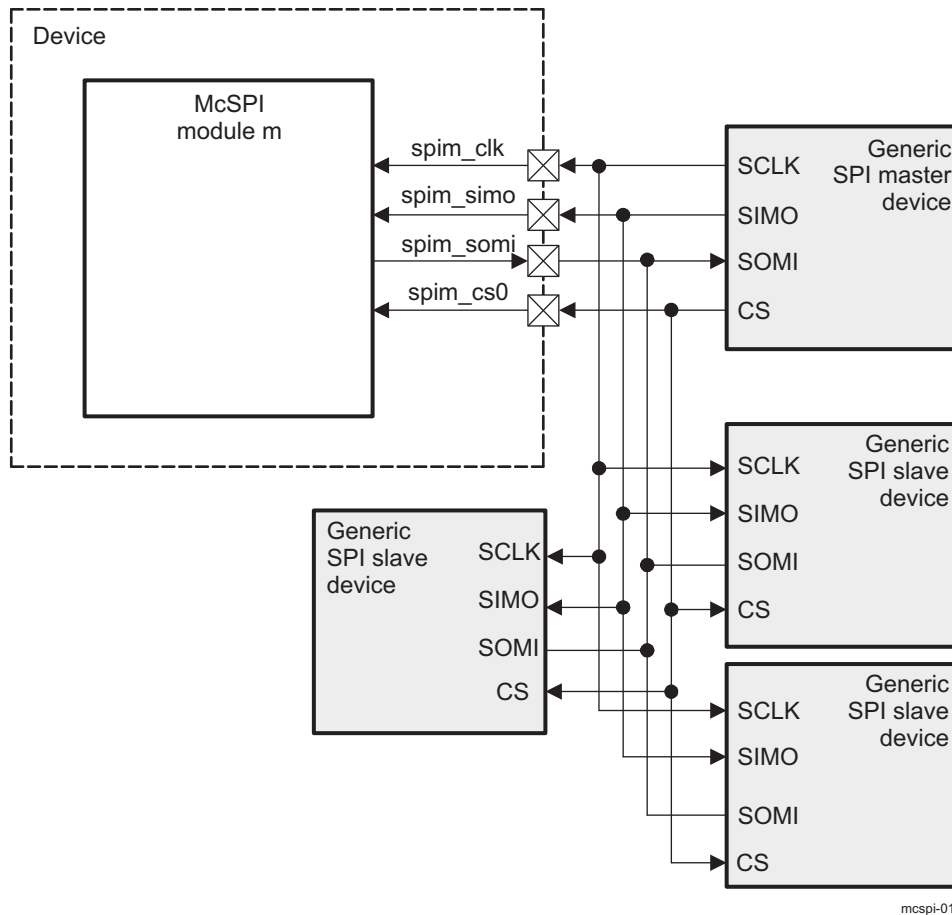 Device
McSPI
module m
spim_clk
spim_simo
spim_somi
spim_cs0
SCLK
SIMO
SOMI
CS
Generic
SPI master
device
SCLK
SIMO
SOMI
CS
Generic
SPI slave
device
Generic
SPI slave
device
SCLK
SIMO
SOMI
CS
SCLK
SIMO
SOMI
CS
Generic
SPI slave
device